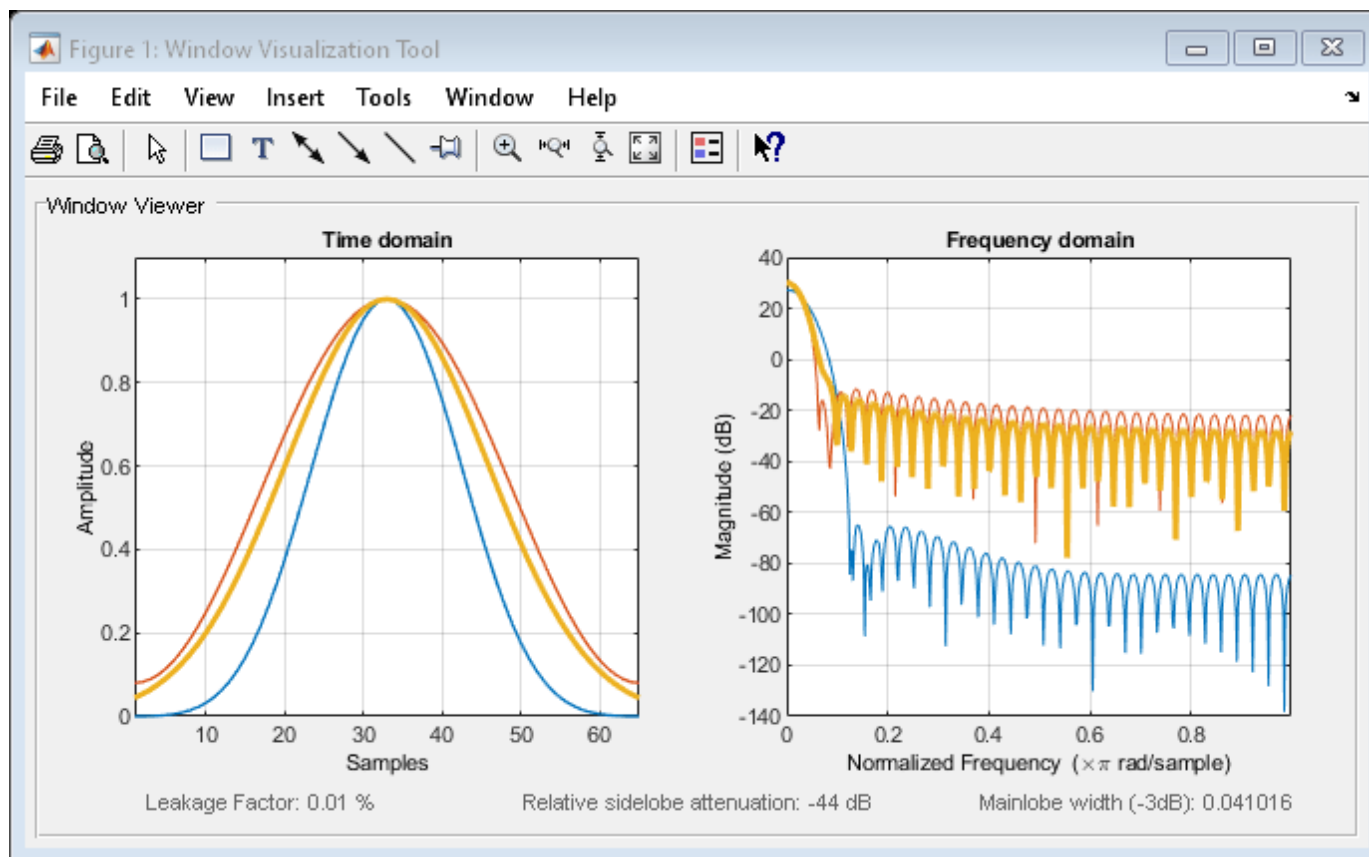 Figure 1: Window Visualization Tool
File Edit View Insert Tools Window Help
T ?
Window Viewer
Time domain
1
0.8
0.6
0.4
0.2
0
Amplitude
10 20 30 40 50 60
Samples
Frequency domain
40
20
0
-20
-40
-60
-80
-100
-120
-140
Magnitude (dB)
0 0.2 0.4 0.6 0.8
Normalized Frequency (×π rad/sample)
Leakage Factor: 0.01 % Relative sidelobe attenuation: -44 dB Mainlobe width (-3dB): 0.041016